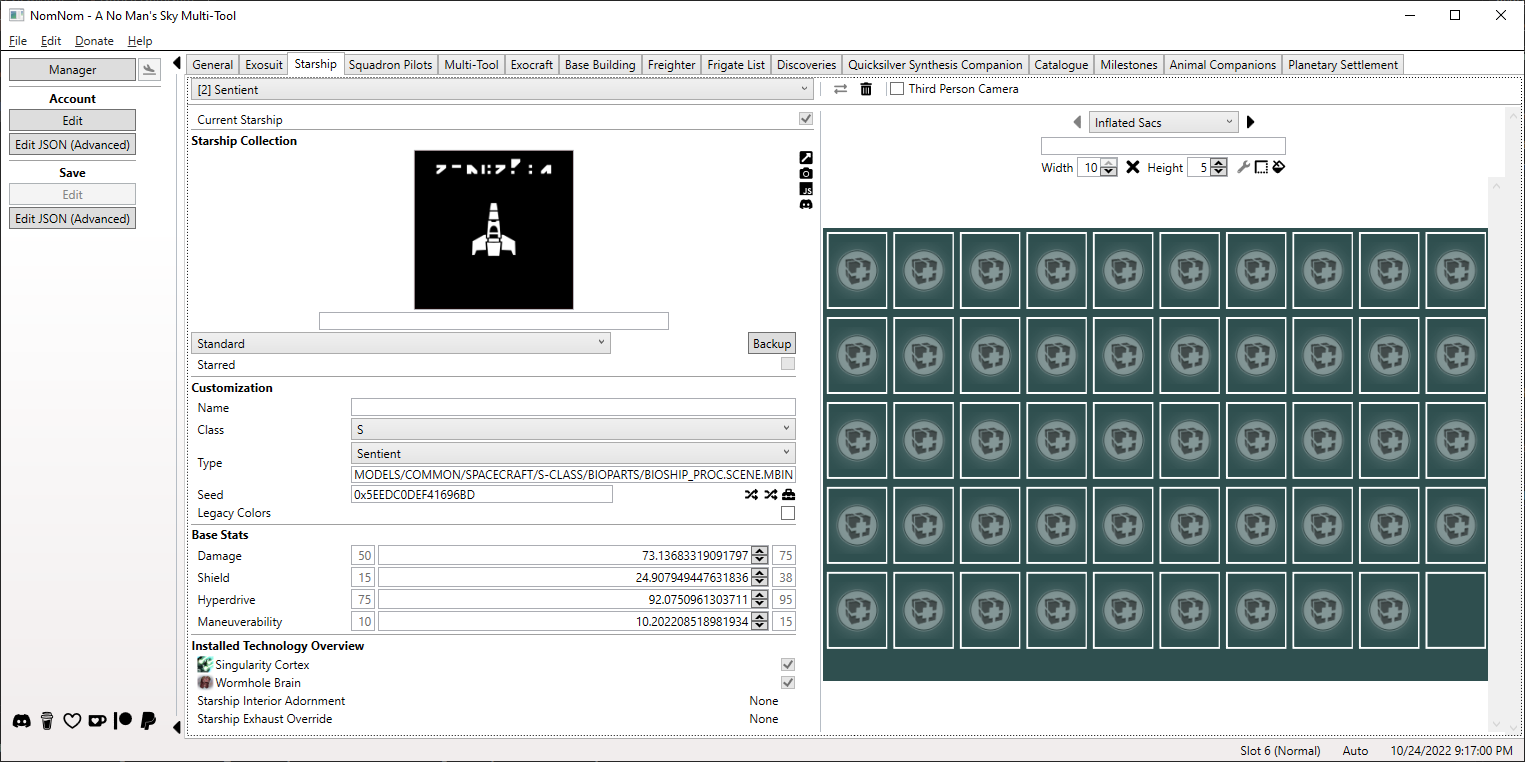 NomNom - A No Man's Sky Multi-Tool
File Edit Donate Help
Manager
Account
Edit
Edit JSON (Advanced)
Save
Edit
Edit JSON (Advanced)
General Exosuit Starship Squadron Pilots Multi-Tool Exocraft Base Building Freighter Frigate List Discoveries Quicksilver Synthesis Companion Catalogue Milestones Animal Companions Planetary Settlement
[2] Sentient
Third Person Camera
Current Starship
Starship Collection
JS
Standard
Backup
Starred
Customization
Name
Class
S
Type
Sentient
MODELS/COMMON/SPACECRAFT/S-CLASS/BIOPARTS/BIOSHIP_PROC.SCENE.MBIN
Seed
0x5EEDC0DEF41696BD
Legacy Colors
Base Stats
Damage 50 73.13683319091797 75
Shield 15 24.907949447631836 38
Hyperdrive 75 92.0750961303711 95
Maneuverability 10 10.202208518981934 15
Installed Technology Overview
Singularity Cortex
Wormhole Brain
Starship Interior Adornment None
Starship Exhaust Override None
Inflated Sacs
Width 10 Height 5
Slot 6 (Normal) Auto 10/24/2022 9:17:00 PM